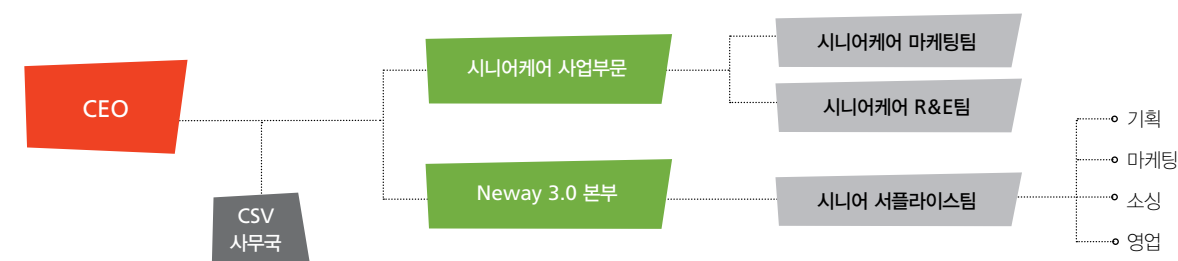 CEO
CSV
사무국
시니어케어 사업부문
Neway 3.0 본부
시니어케어 마케팅팀
시니어케어 R&E팀
시니어 서플라이스팀
기획
마케팅
소싱
영업